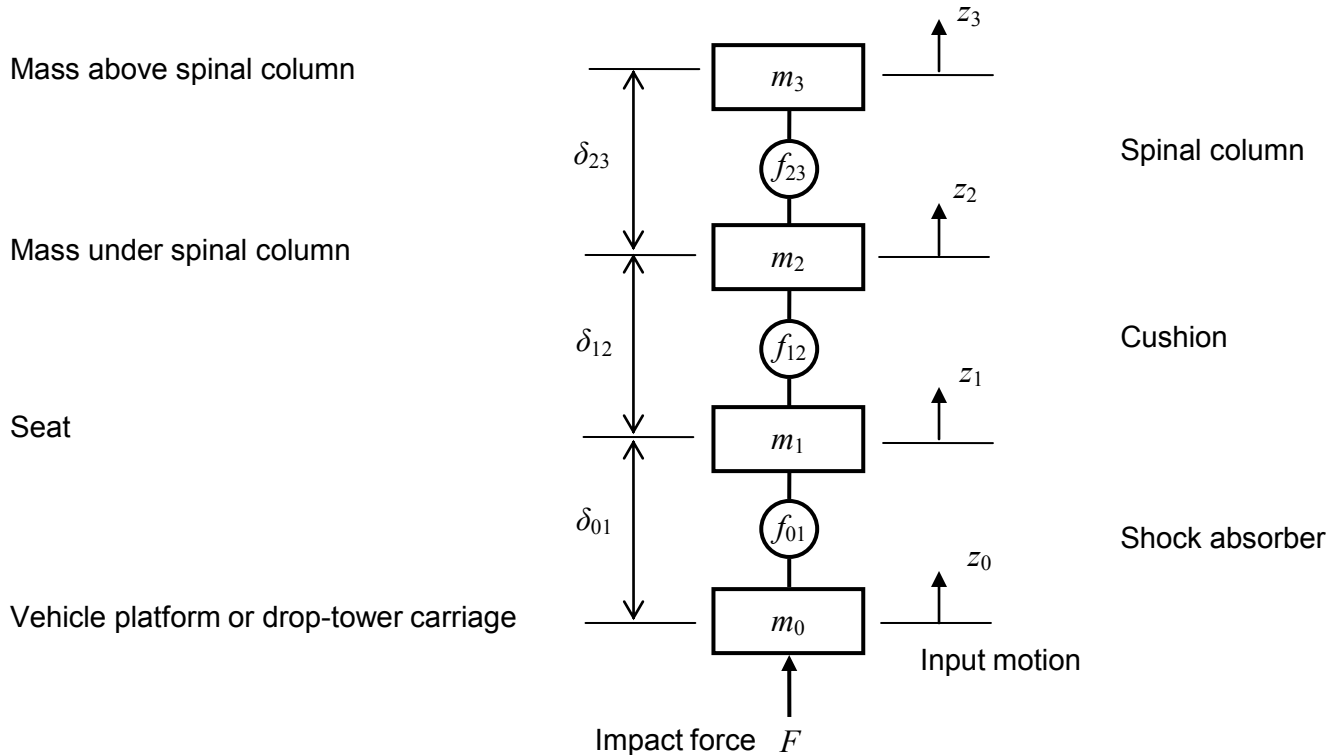 z₃
Mass above spinal column
m₃
δ₂₃
f₂₃
Spinal column
z₂
Mass under spinal column
m₂
δ₁₂
f₁₂
Cushion
z₁
Seat
m₁
δ₀₁
f₀₁
Shock absorber
z₀
Vehicle platform or drop-tower carriage
m₀
Input motion
Impact force F